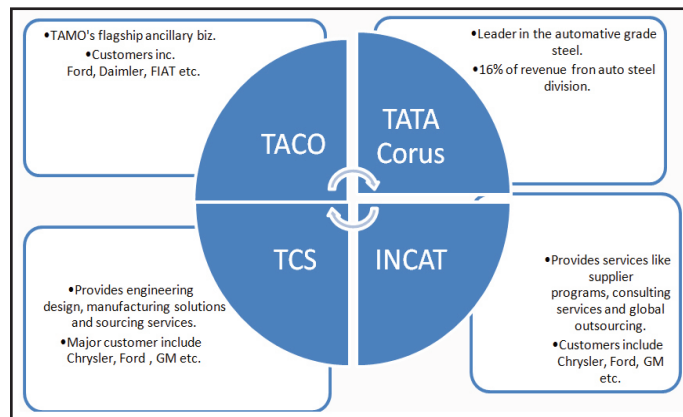 •TAMO's flagship ancillary biz.
•Customers inc.
Ford, Daimler, FIAT etc.
•Leader in the automative grade
steel.
•16% of revenue fron auto steel
division.
TACO
TATA
Corus
TCS
INCAT
•Provides engineering
design, manufacturing solutions
and sourcing services.
•Major customer include
Chrysler, Ford , GM etc.
•Provides services like
supplier
programs, consulting
services and global
outsourcing.
•Customers include
Chrysler, Ford, GM
etc.